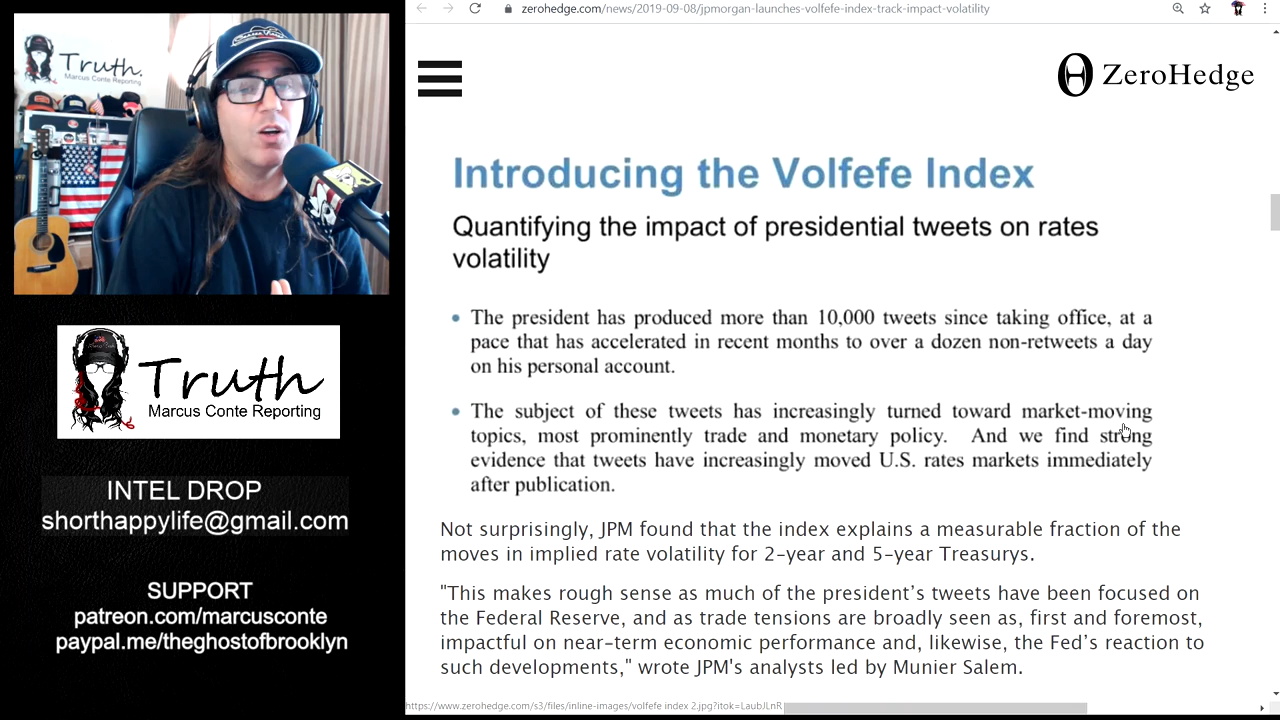 zerohedge.com/news/2019-09-08/jpmorgan-launches-volfefe-index-track-impact-volatility
Truth.
Marcus Conte Reporting
ZeroHedge
Introducing the Volfefe Index
Quantifying the impact of presidential tweets on rates
volatility
• The president has produced more than 10,000 tweets since taking office, at a
pace that has accelerated in recent months to over a dozen non-retweets a day
on his personal account.
• The subject of these tweets has increasingly turned toward market-moving
topics, most prominently trade and monetary policy. And we find strong
evidence that tweets have increasingly moved U.S. rates markets immediately
after publication.
Not surprisingly, JPM found that the index explains a measurable fraction of the
moves in implied rate volatility for 2-year and 5-year Treasurys.
"This makes rough sense as much of the president's tweets have been focused on
the Federal Reserve, and as trade tensions are broadly seen as, first and foremost,
impactful on near-term economic performance and, likewise, the Fed's reaction to
such developments," wrote JPM's analysts led by Munier Salem.
https://www.zerohedge.com/s3/files/inline-images/volfefe index 2.jpg?itok=LaubJLnR
Truth
Marcus Conte Reporting
INTEL DROP
shorthappylife@gmail.com
SUPPORT
patreon.com/marcusconte
paypal.me/theghostofbrooklyn